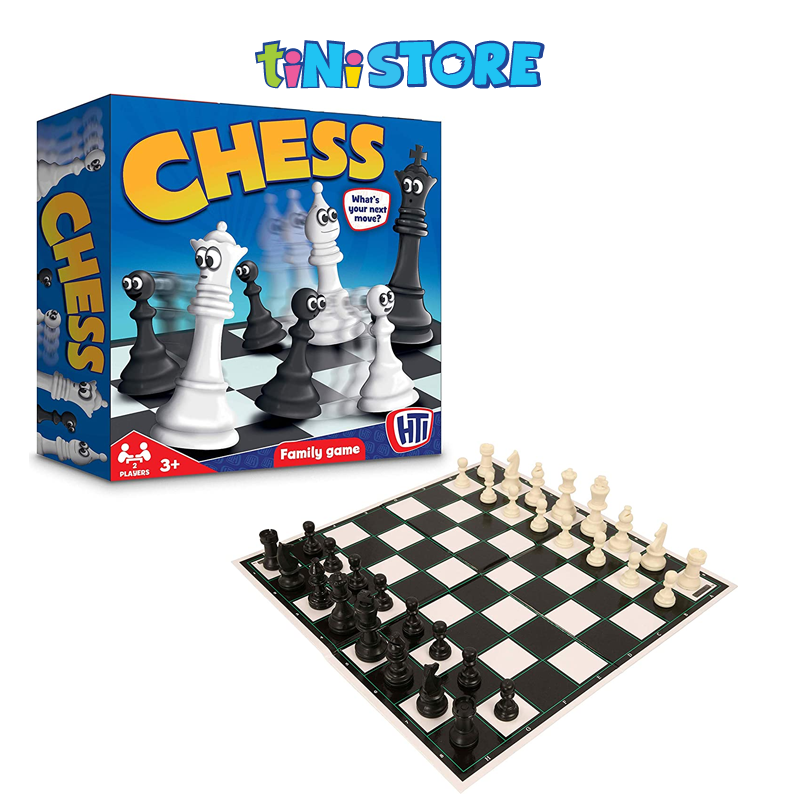 tiNiSTORE
CHESS
What's
your next
move?
CHESS
2
PLAYERS
3+
Family game
HTI